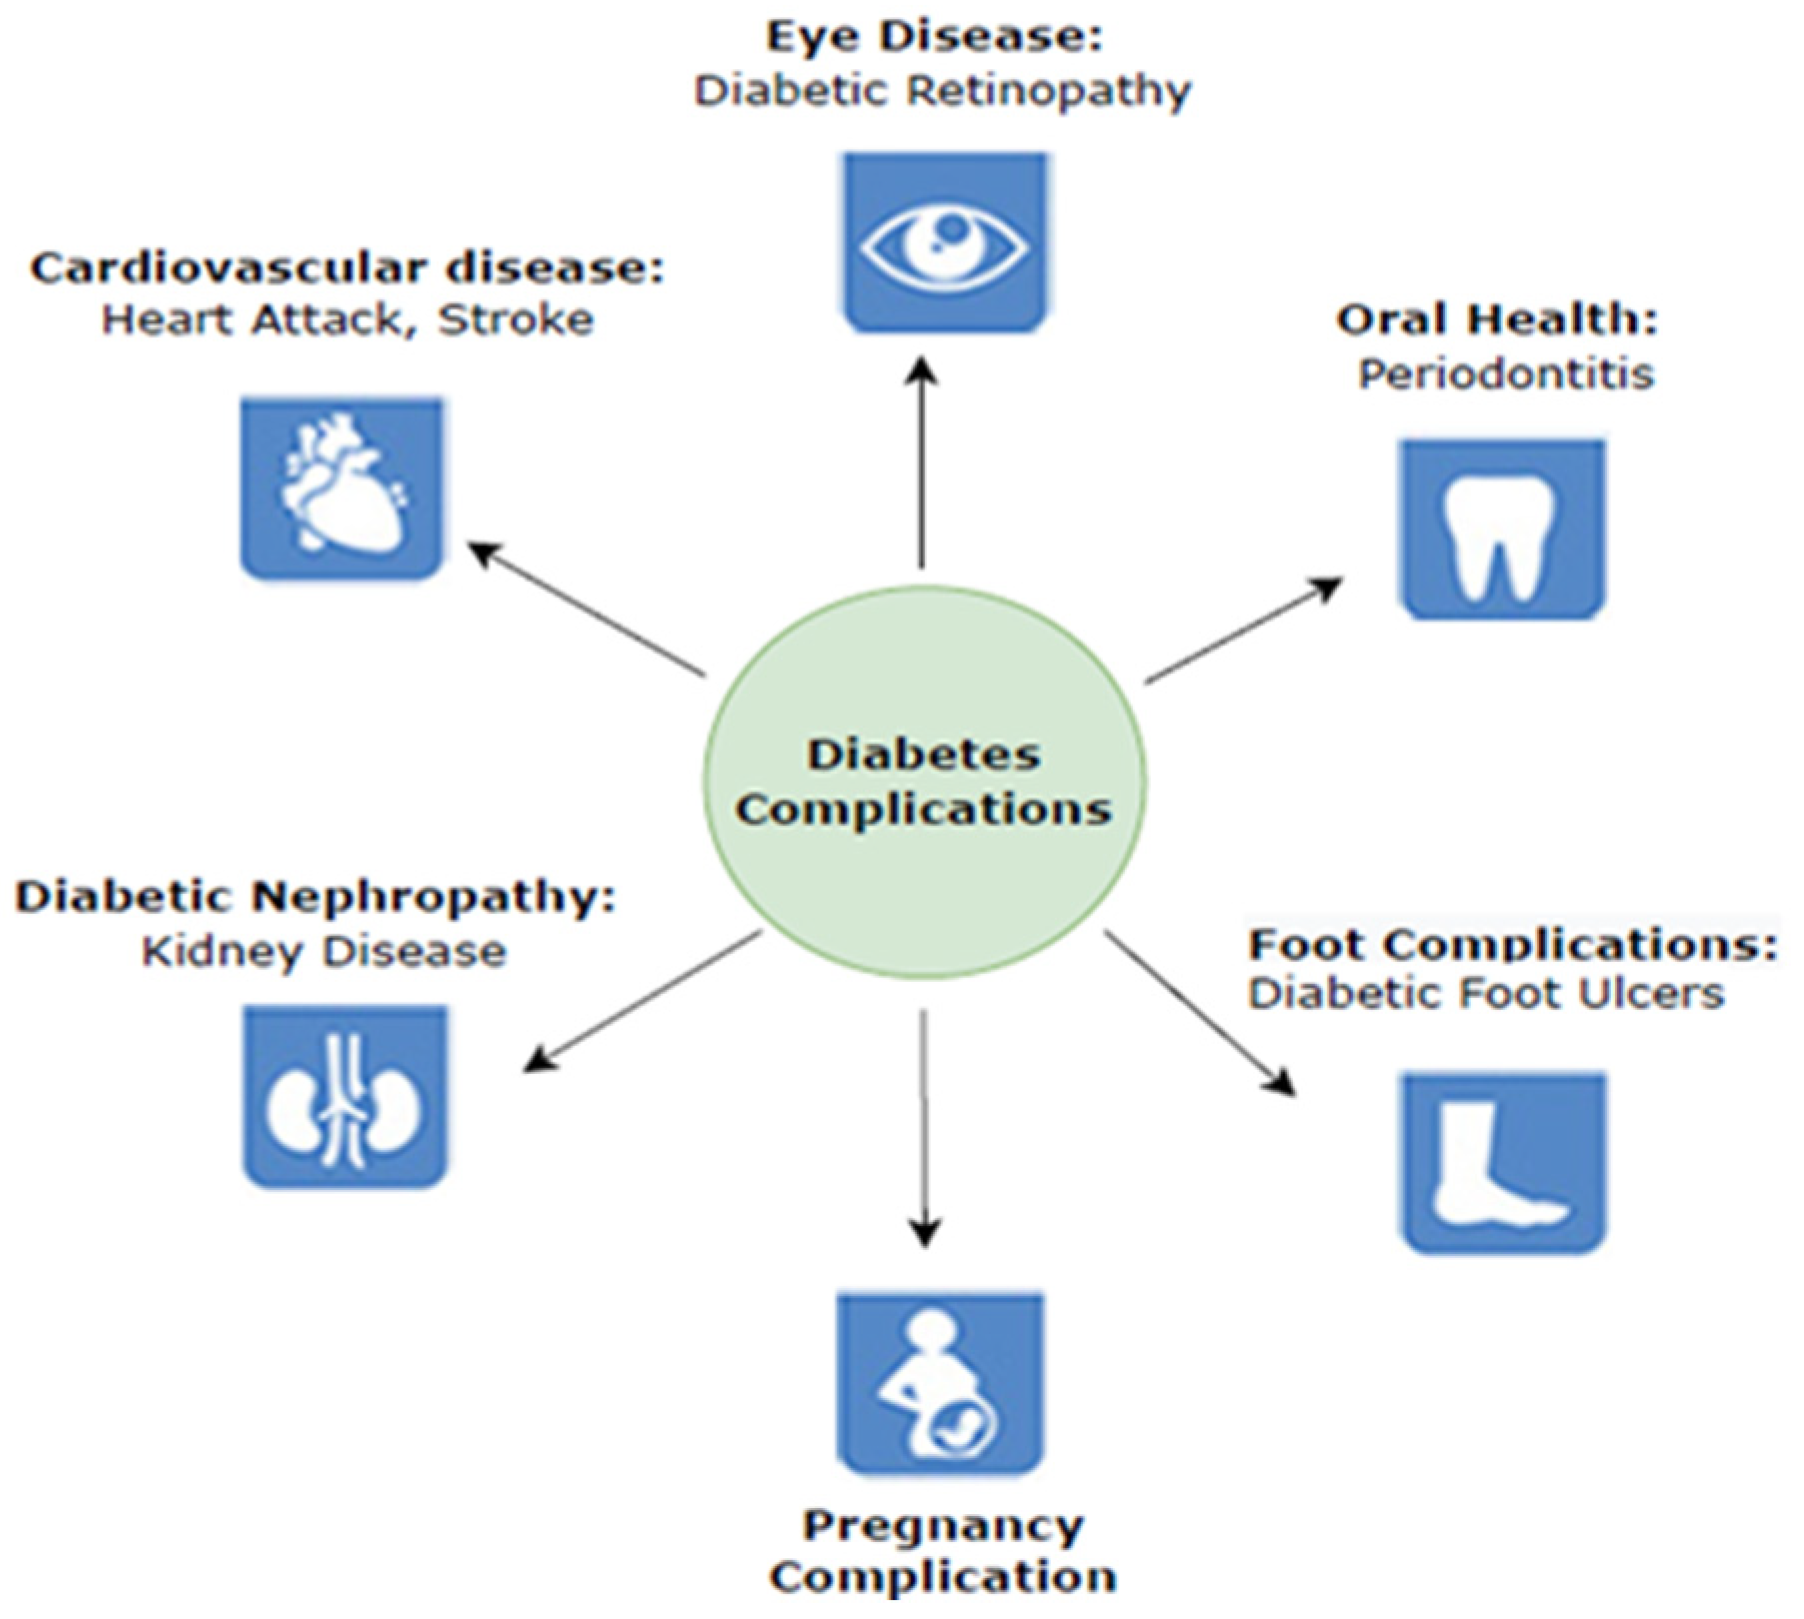 Eye Disease:
Diabetic Retinopathy
Cardiovascular disease:
Heart Attack, Stroke
Oral Health:
Periodontitis
Diabetes
Complications
Diabetic Nephropathy:
Kidney Disease
Foot Complications:
Diabetic Foot Ulcers
Pregnancy
Complication